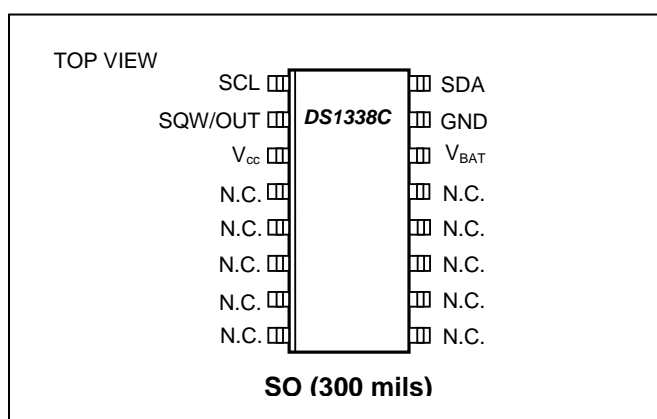 TOP VIEW
SCL SDA
SQW/OUT DS1338C GND
Vcc VBAT
N.C. N.C.
N.C. N.C.
N.C. N.C.
N.C. N.C.
N.C. N.C.
SO (300 mils)